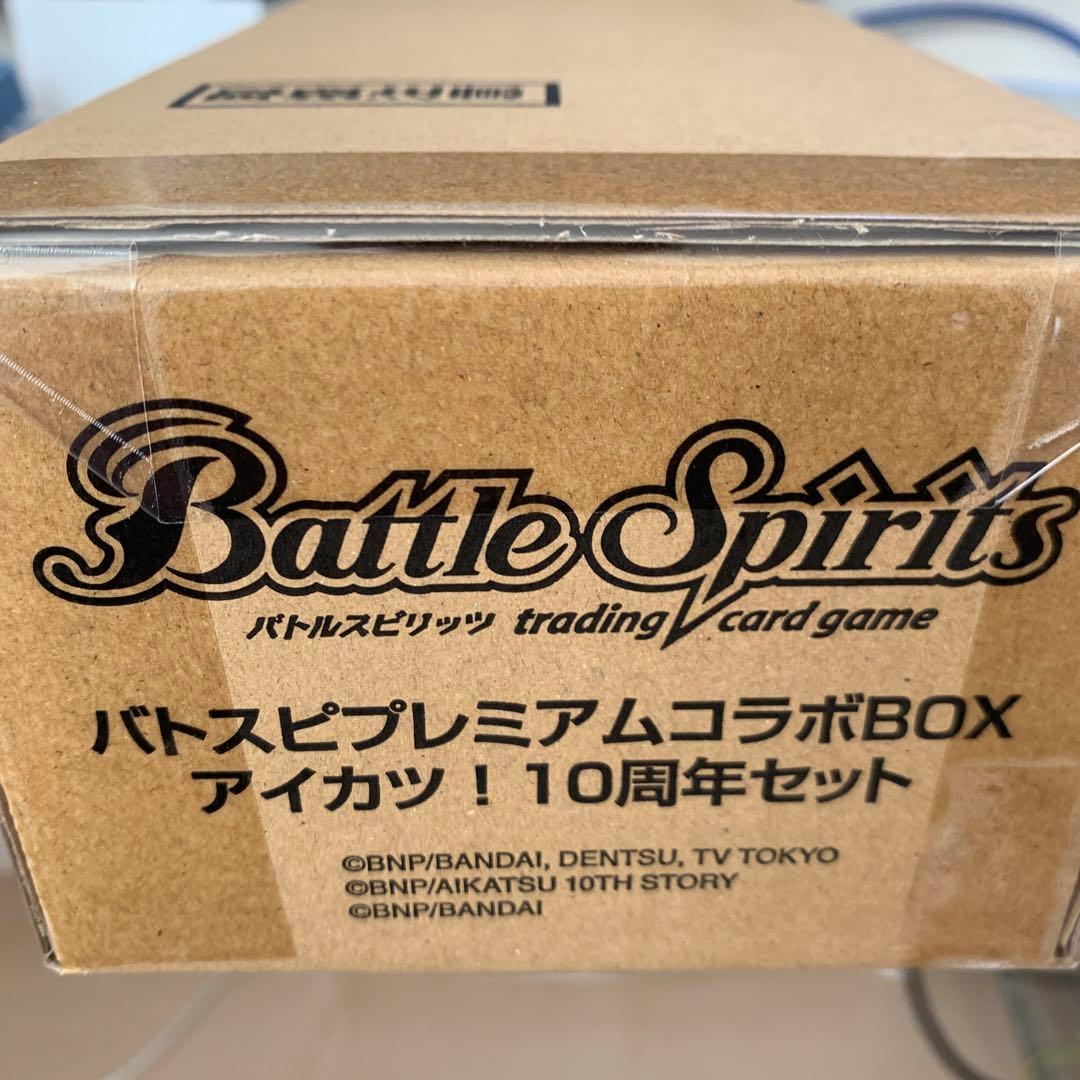 Battle Spirits
バトルスピリッツ trading card game
バトスピプレミアムコラボBOX
アイカツ！10周年セット
©BNP/BANDAI, DENTSU, TV TOKYO
©BNP/AIKATSU 10TH STORY
©BNP/BANDAI